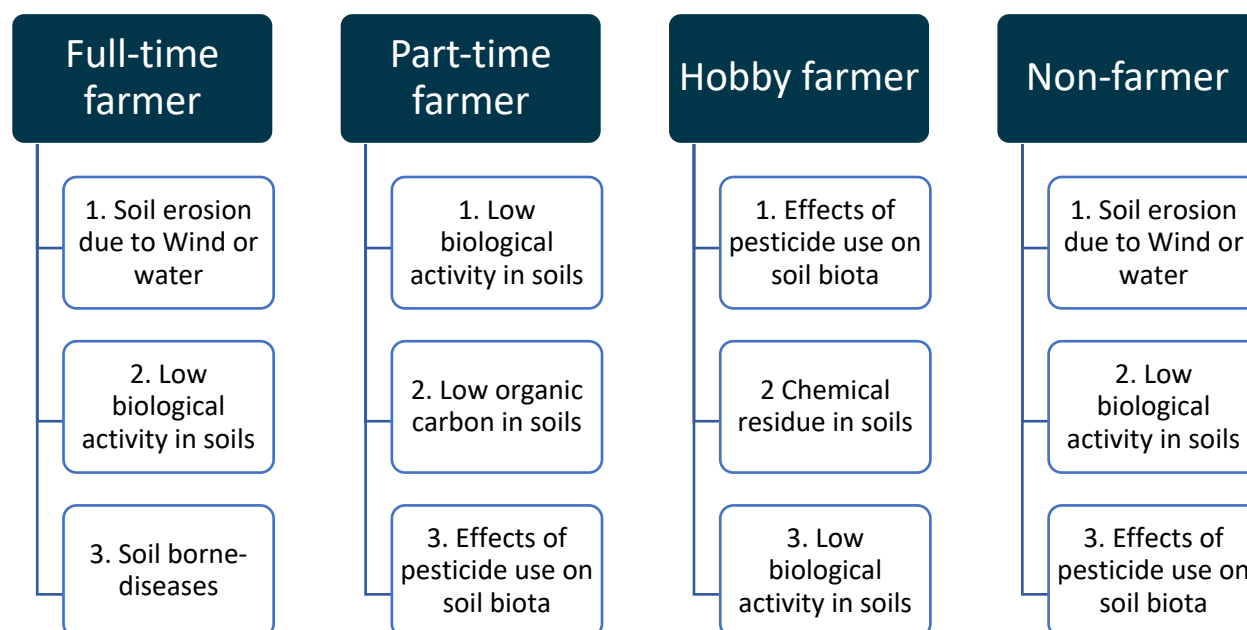 Full-time
farmer
1. Soil erosion
due to Wind or
water
2. Low
biological
activity in soils
3. Soil borne-
diseases
Part-time
farmer
1. Low
biological
activity in soils
2. Low organic
carbon in soils
3. Effects of
pesticide use on
soil biota
Hobby farmer
1. Effects of
pesticide use on
soil biota
2 Chemical
residue in soils
3. Low
biological
activity in soils
Non-farmer
1. Soil erosion
due to Wind or
water
2. Low
biological
activity in soils
3. Effects of
pesticide use on
soil biota